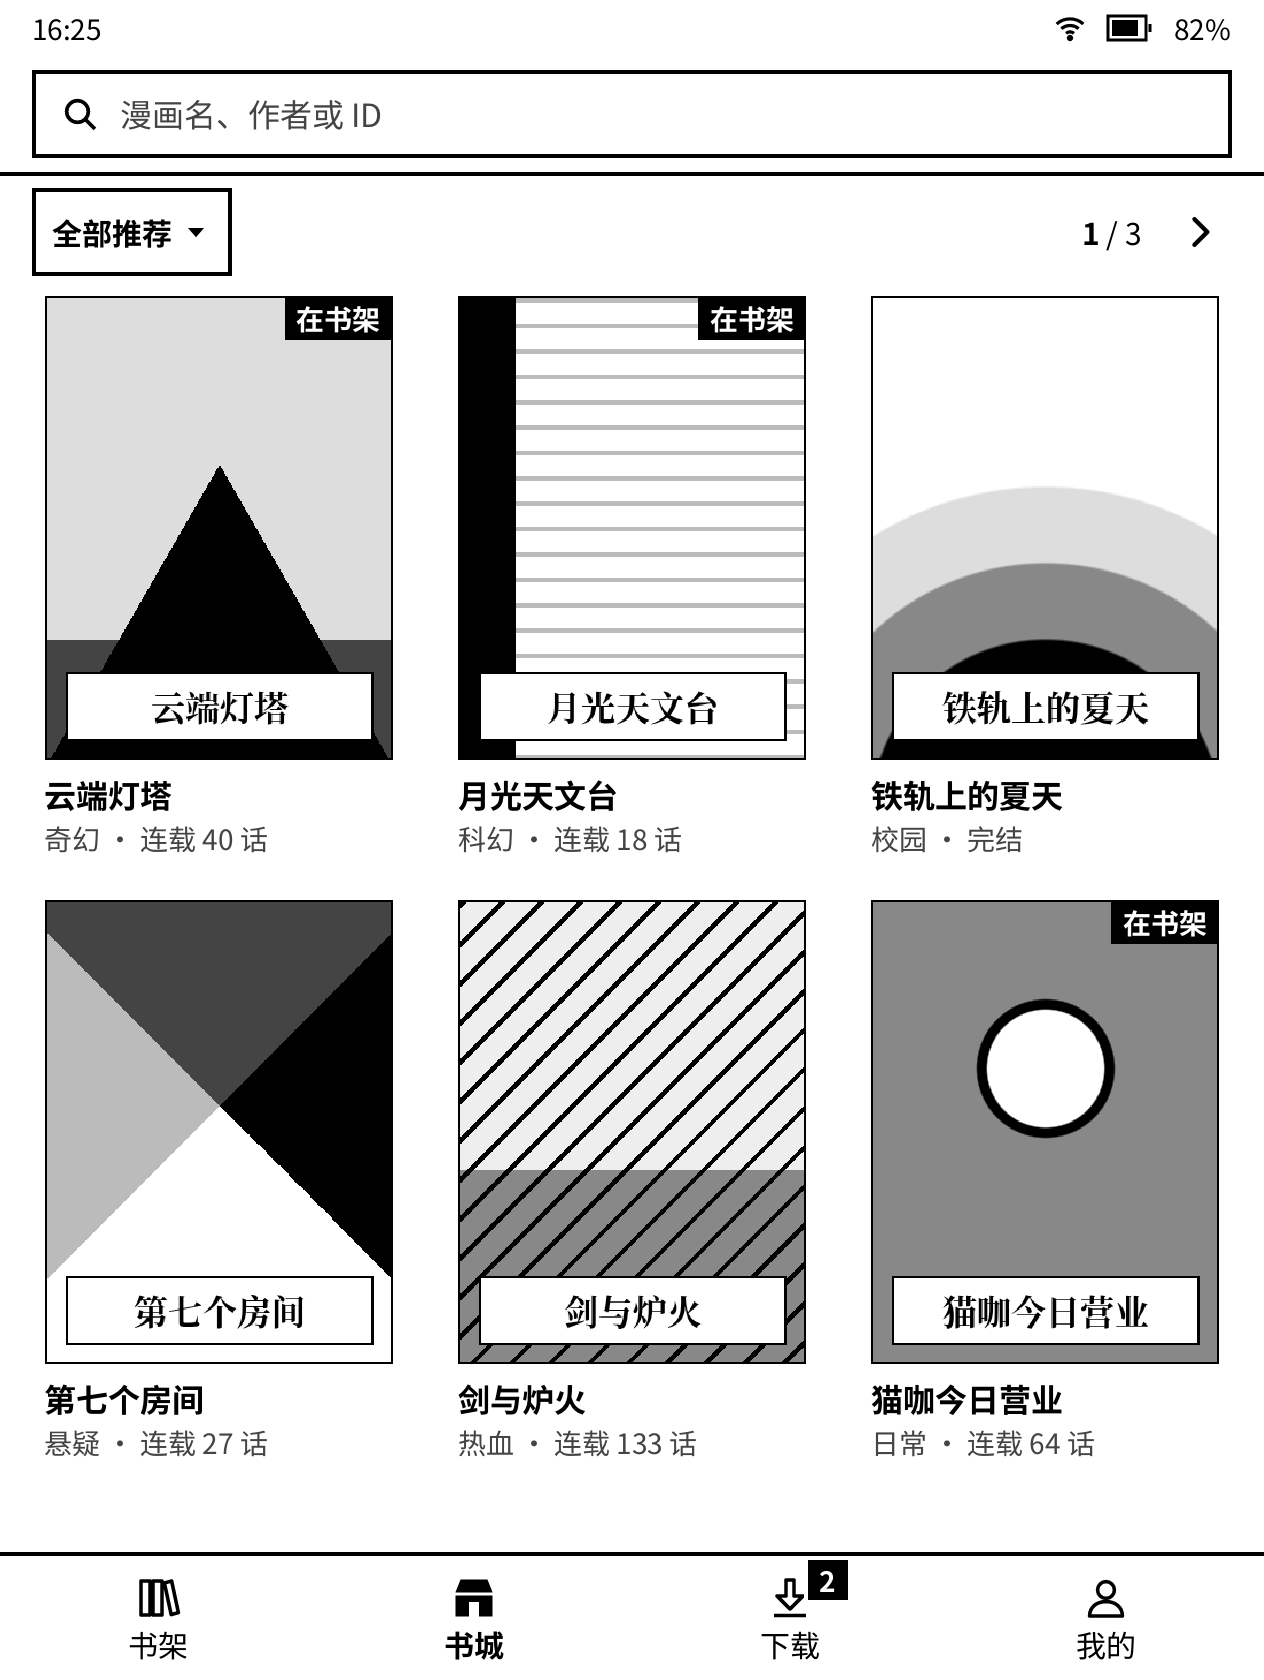 16:25 82%
漫画名、作者或 ID
全部推荐 1 / 3
在书架 在书架
云端灯塔 月光天文台 铁轨上的夏天
云端灯塔 月光天文台 铁轨上的夏天
奇幻 · 连载 40 话 科幻 · 连载 18 话 校园 · 完结
在书架
第七个房间 剑与炉火 猫咖今日营业
第七个房间 剑与炉火 猫咖今日营业
悬疑 · 连载 27 话 热血 · 连载 133 话 日常 · 连载 64 话
2
书架 书城 下载 我的